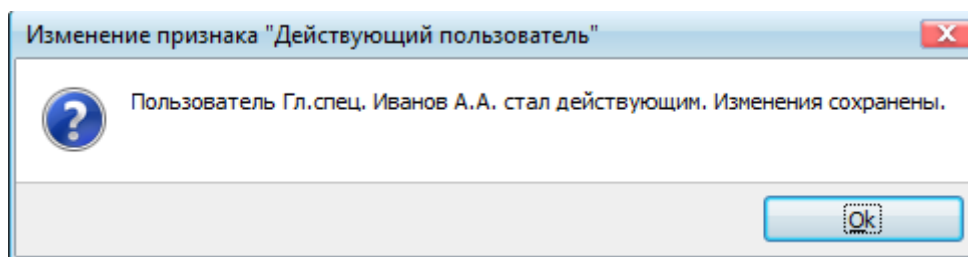 Изменение признака "Действующий пользователь"
Пользователь Гл.спец. Иванов А.А. стал действующим. Изменения сохранены.
Ok